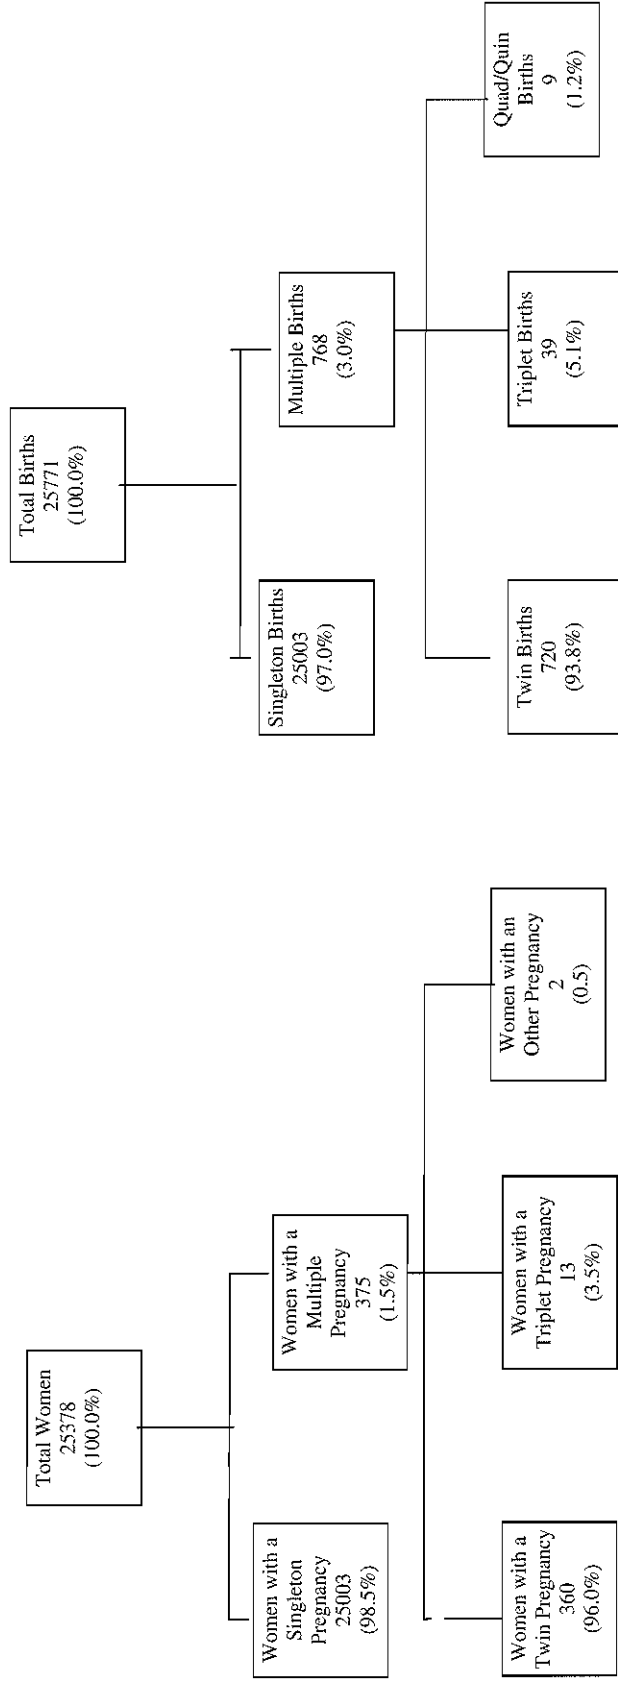 Total Women
25378
(100.0%)
Women with a
Singleton
Pregnancy
25003
(98.5%)
Women with a
Multiple
Pregnancy
375
(1.5%)
Women with a
Twin Pregnancy
360
(96.0%)
Women with a
Triplet Pregnancy
13
(3.5%)
Women with an
Other Pregnancy
2
(0.5)
Total Births
25771
(100.0%)
Singleton Births
25003
(97.0%)
Multiple Births
768
(3.0%)
Twin Births
720
(93.8%)
Triplet Births
39
(5.1%)
Quad/Quin
Births
9
(1.2%)